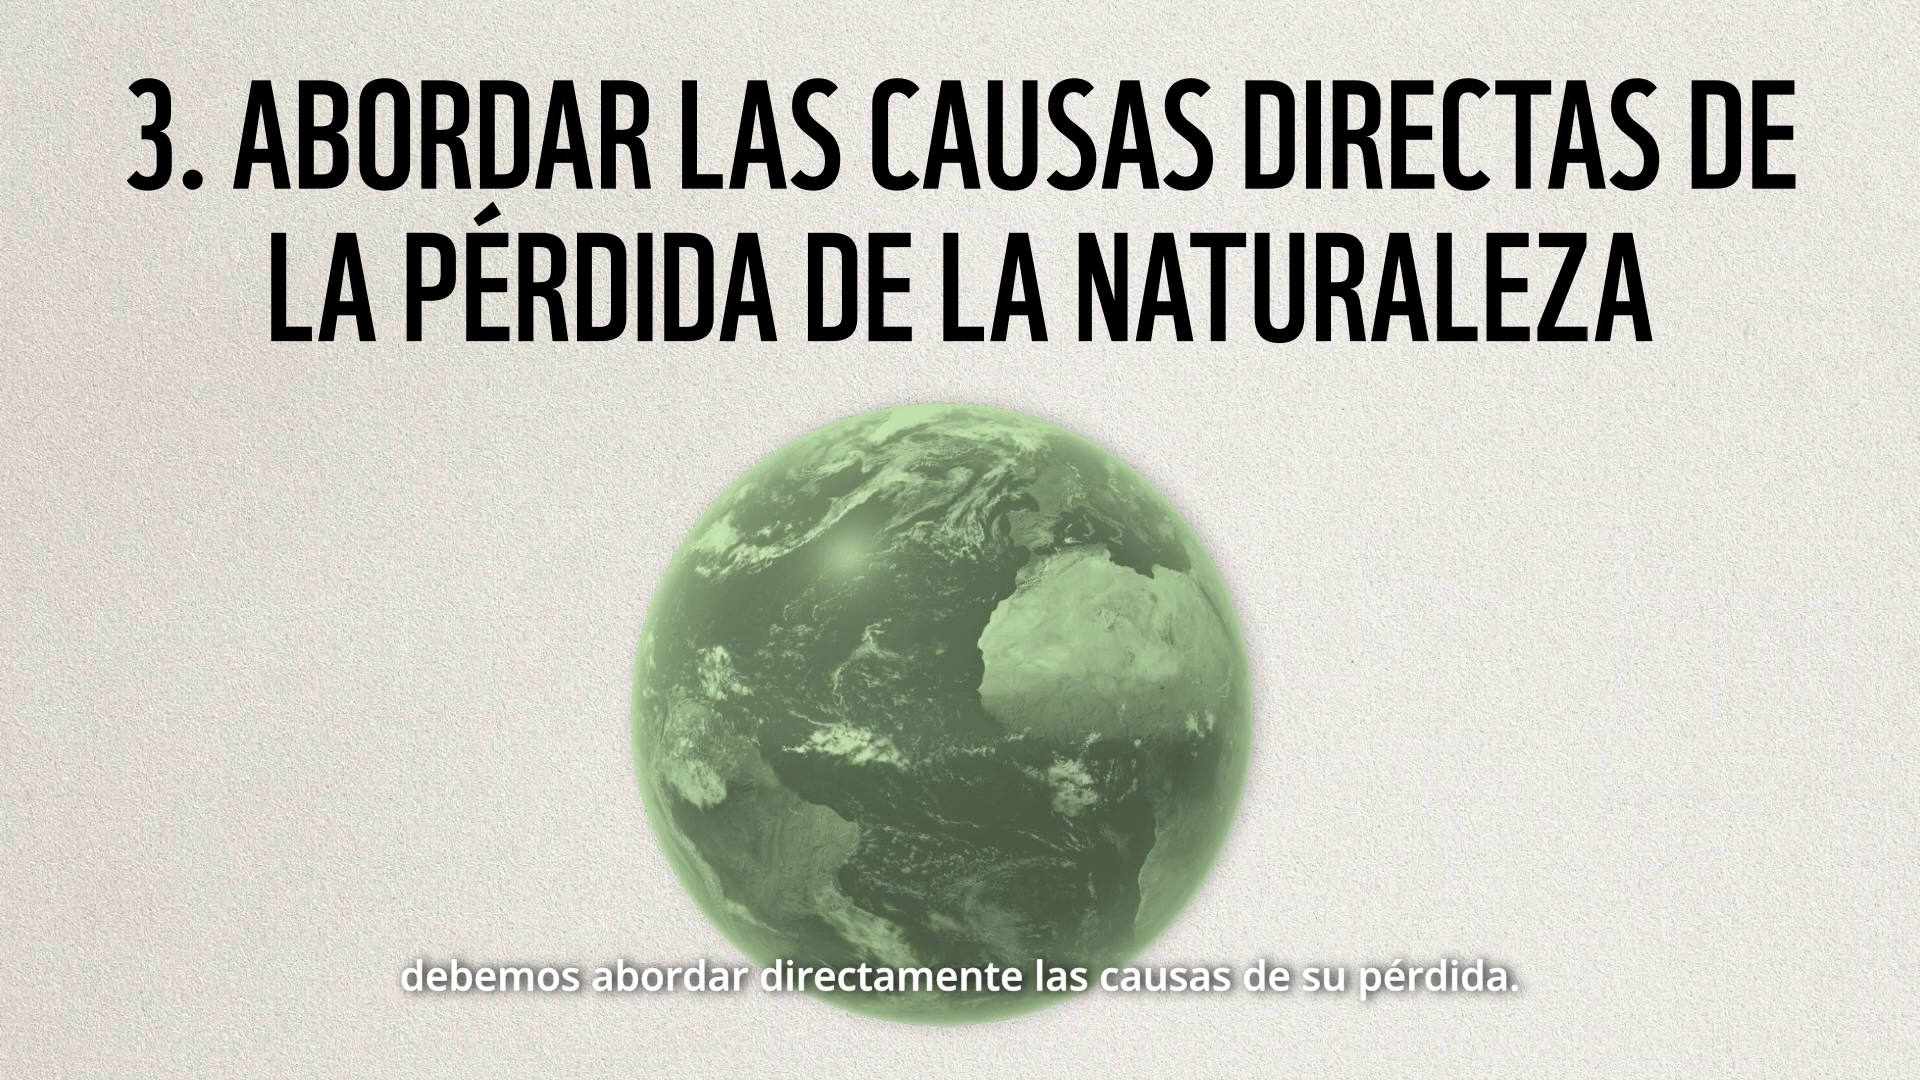 3. ABORDAR LAS CAUSAS DIRECTAS DE
LA PÉRDIDA DE LA NATURALEZA
debemos abordar directamente las causas de su pérdida.